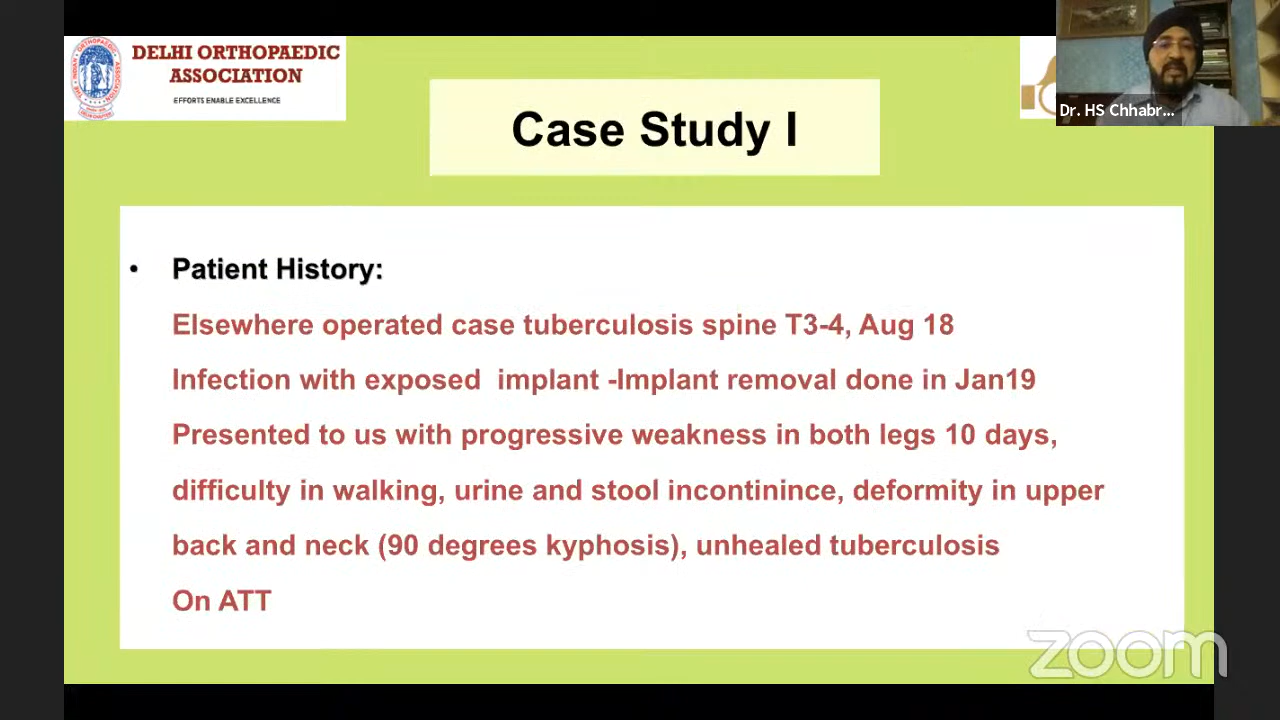 DELHI ORTHOPAEDIC
ASSOCIATION
EFFORTS ENABLE EXCELLENCE
Dr. HS Chhabr...
Case Study I
• Patient History:
Elsewhere operated case tuberculosis spine T3-4, Aug 18
Infection with exposed implant -Implant removal done in Jan19
Presented to us with progressive weakness in both legs 10 days,
difficulty in walking, urine and stool incontinince, deformity in upper
back and neck (90 degrees kyphosis), unhealed tuberculosis
On ATT
zoom